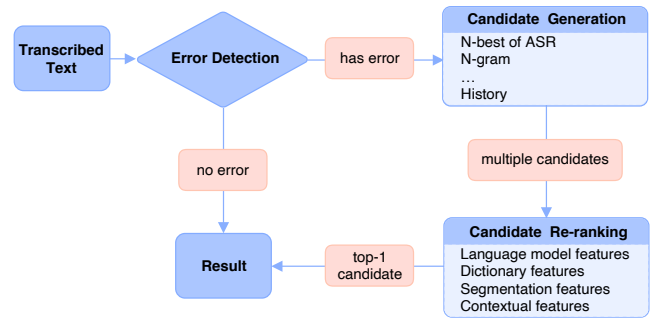 Transcribed
Text
Error Detection
has error
Candidate Generation
N-best of ASR
N-gram
...
History
no error
multiple candidates
Result
top-1
candidate
Candidate Re-ranking
Language model features
Dictionary features
Segmentation features
Contextual features